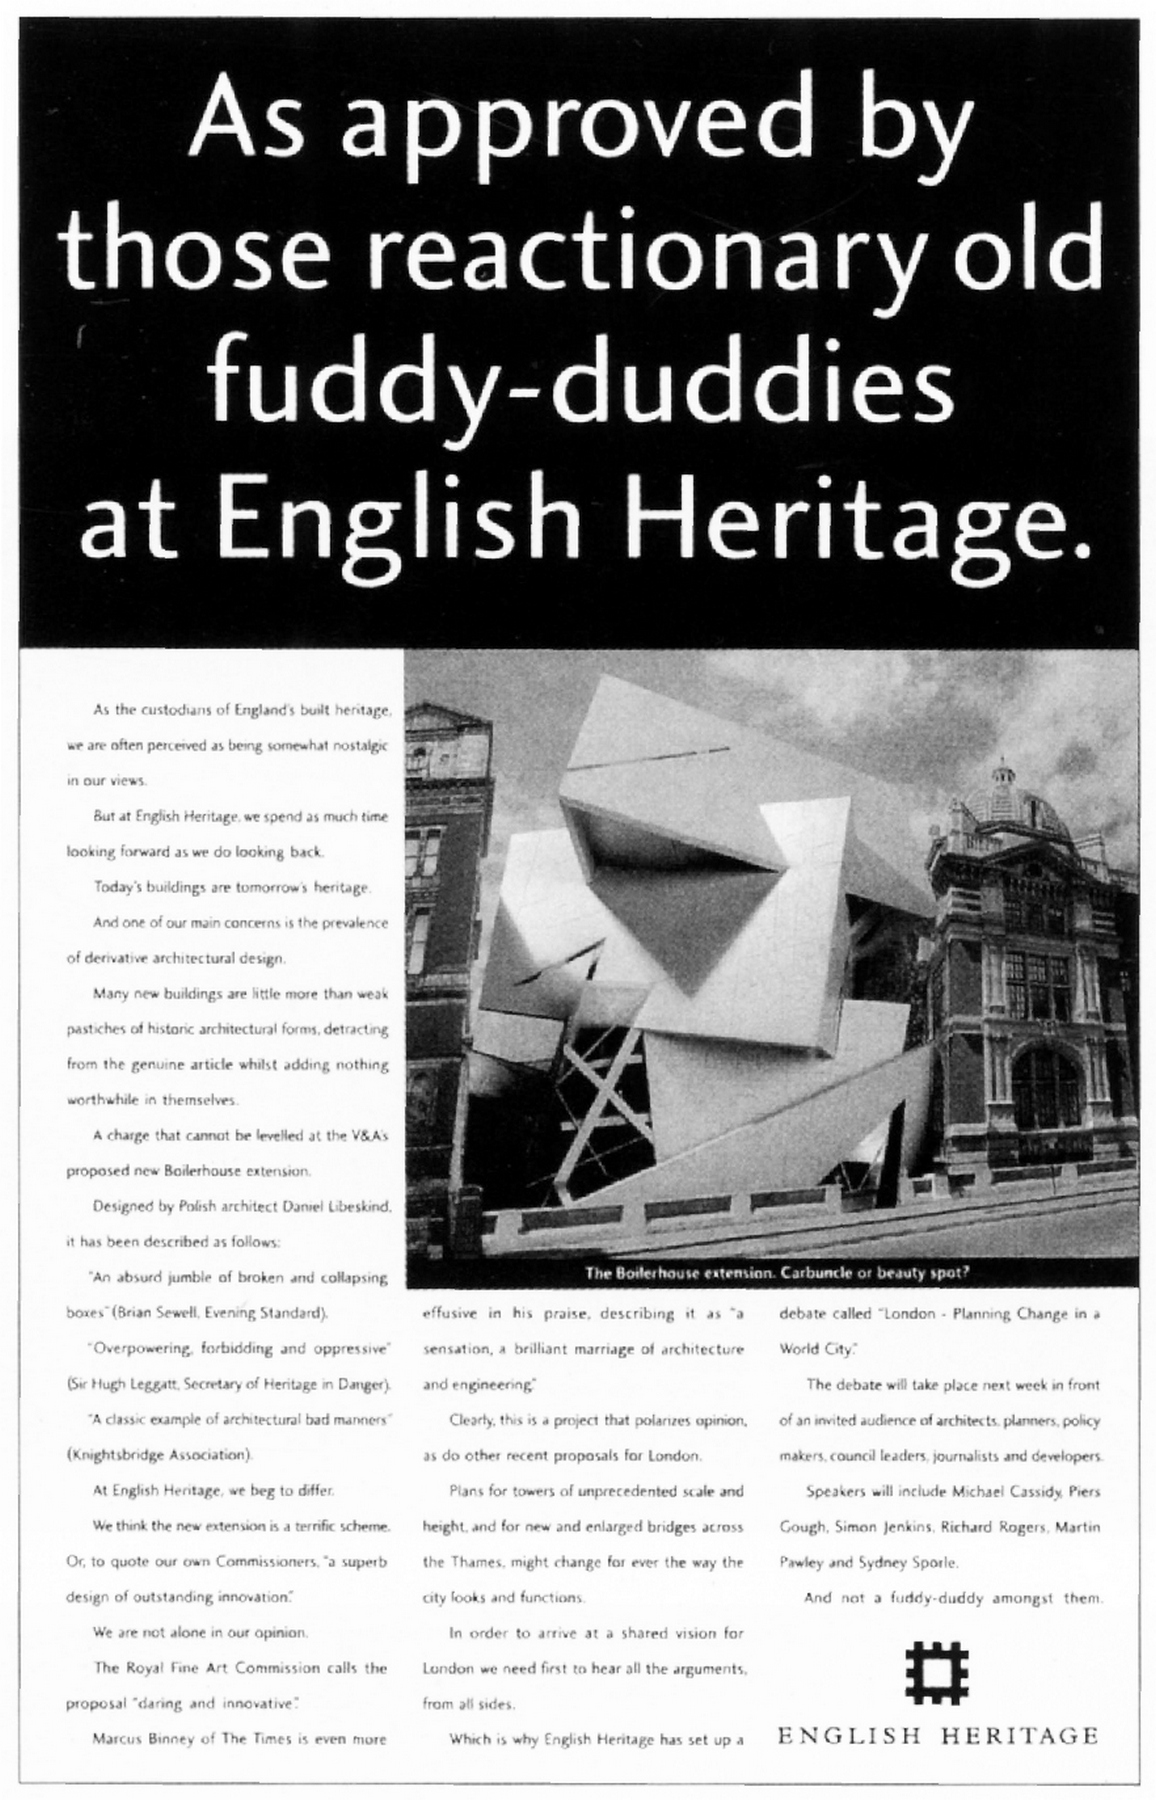 As approved by
those reactionary old
fuddy-duddies
at English Heritage.
As the custodians of England's built heritage,
we are often perceived as being somewhat nostalgic
in our views.
But at English Heritage, we spend as much time
looking forward as we do looking back.
Today's buildings are tomorrow's heritage.
And one of our main concerns is the prevalence
of derivative architectural design.
Many new buildings are little more than weak
pastiches of historic architectural forms, detracting
from the genuine article whilst adding nothing
worthwhile in themselves.
A charge that cannot be levelled at the V&A's
proposed new Boilerhouse extension.
Designed by Polish architect Daniel Libeskind,
it has been described as follows:
"An absurd jumble of broken and collapsing
boxes" (Brian Sewell, Evening Standard).
"Overpowering, forbidding and oppressive"
(Sir Hugh Leggatt, Secretary of Heritage in Danger).
"A classic example of architectural bad manners"
(Knightsbridge Association).
At English Heritage, we beg to differ.
We think the new extension is a terrific scheme.
Or, to quote our own Commissioners, "a superb
design of outstanding innovation."
We are not alone in our opinion.
The Royal Fine Art Commission calls the
proposal "daring and innovative."
Marcus Binney of The Times is even more
The Boilerhouse extension. Carbuncle or beauty spot?
effusive in his praise, describing it as "a
sensation, a brilliant marriage of architecture
and engineering."
Clearly, this is a project that polarizes opinion,
as do other recent proposals for London.
Plans for towers of unprecedented scale and
height, and for new and enlarged bridges across
the Thames, might change for ever the way the
city looks and functions.
In order to arrive at a shared vision for
London we need first to hear all the arguments,
from all sides.
Which is why English Heritage has set up a
debate called "London - Planning Change in a
World City."
The debate will take place next week in front
of an invited audience of architects, planners, policy
makers, council leaders, journalists and developers.
Speakers will include Michael Cassidy, Piers
Gough, Simon Jenkins, Richard Rogers, Martin
Pawley and Sydney Sporle.
And not a fuddy-duddy amongst them.
ENGLISH HERITAGE